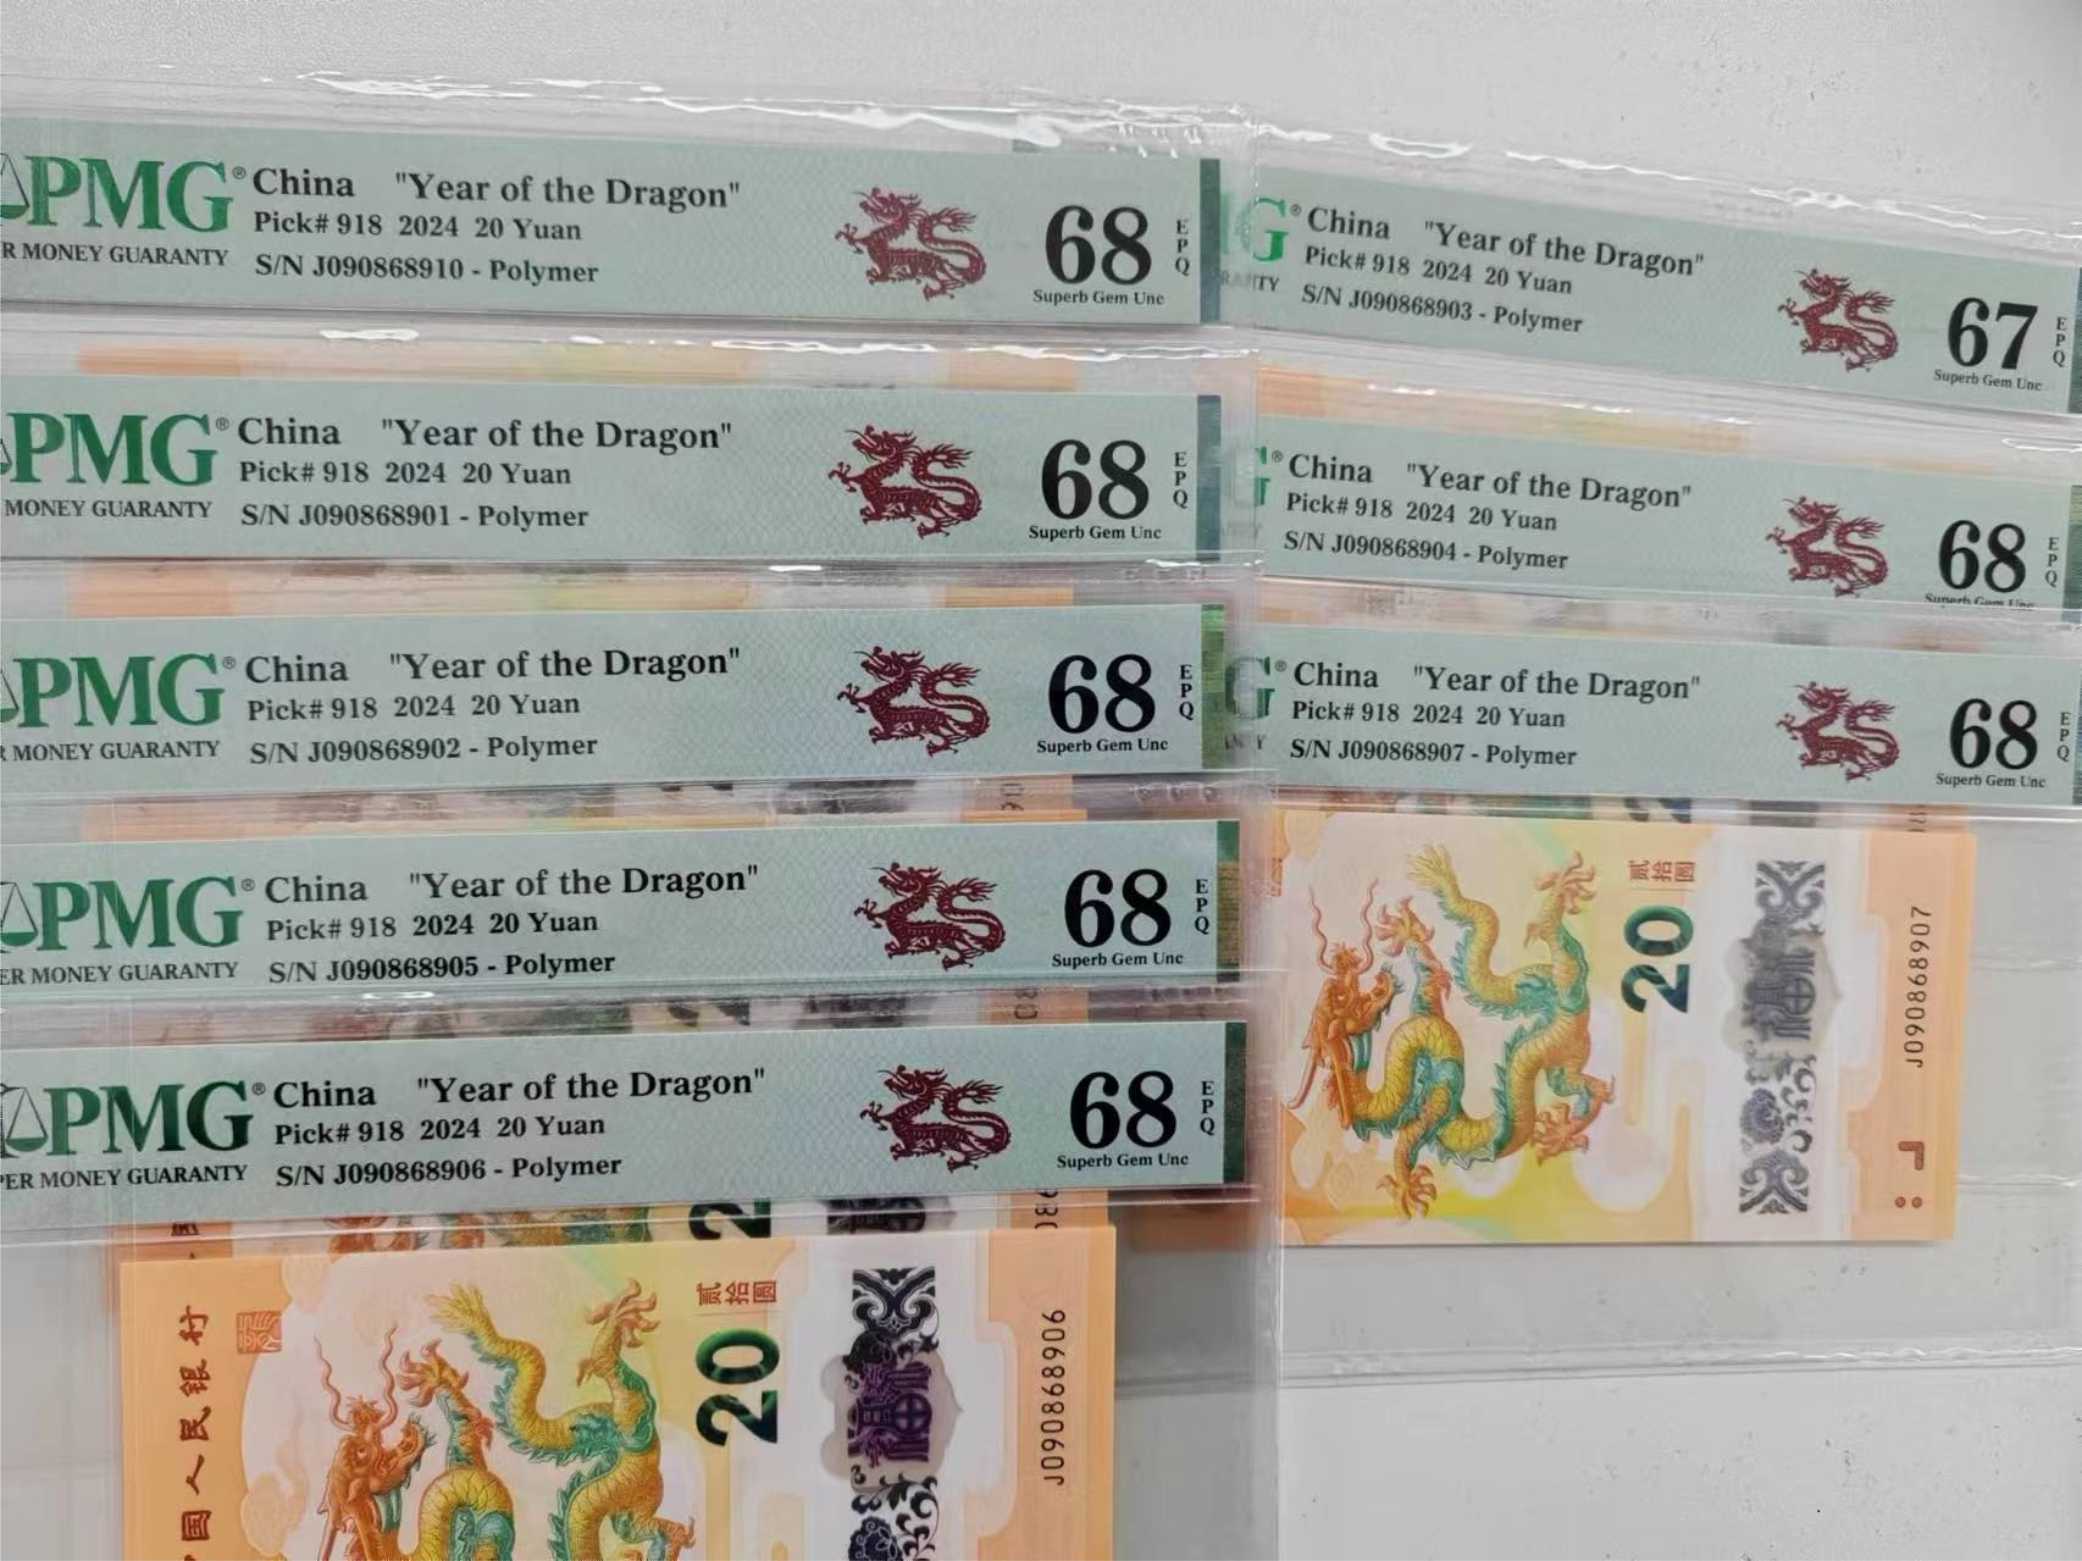 PMG® China "Year of the Dragon"
Pick# 918 2024 20 Yuan
R MONEY GUARANTY
S/N J090868910 - Polymer
68
EPQ
Superb Gem Unc
PMG® China "Year of the Dragon"
Pick# 918 2024 20 Yuan
MONEY GUARANTY
S/N J090868901 - Polymer
68
EPQ
Superb Gem Unc
PMG® China "Year of the Dragon"
Pick# 918 2024 20 Yuan
R MONEY GUARANTY
S/N J090868902 - Polymer
68
EPQ
Superb Gem Unc
PMG® China "Year of the Dragon"
Pick# 918 2024 20 Yuan
ER MONEY GUARANTY
S/N J090868905 - Polymer
68
EPQ
Superb Gem Unc
PMG® China "Year of the Dragon"
Pick# 918 2024 20 Yuan
PER MONEY GUARANTY
S/N J090868906 - Polymer
68
EPQ
Superb Gem Unc
国人民银行
贰拾圆
20
J090868906
G® China "Year of the Dragon"
Pick# 918 2024 20 Yuan
S/N J090868903 - Polymer
67
EPQ
Superb Gem Unc
® China "Year of the Dragon"
Pick# 918 2024 20 Yuan
S/N J090868904 - Polymer
68
EPQ
Superb Gem Unc
G® China "Year of the Dragon"
Pick# 918 2024 20 Yuan
S/N J090868907 - Polymer
68
EPQ
Superb Gem Unc
贰拾圆
20
J090868907